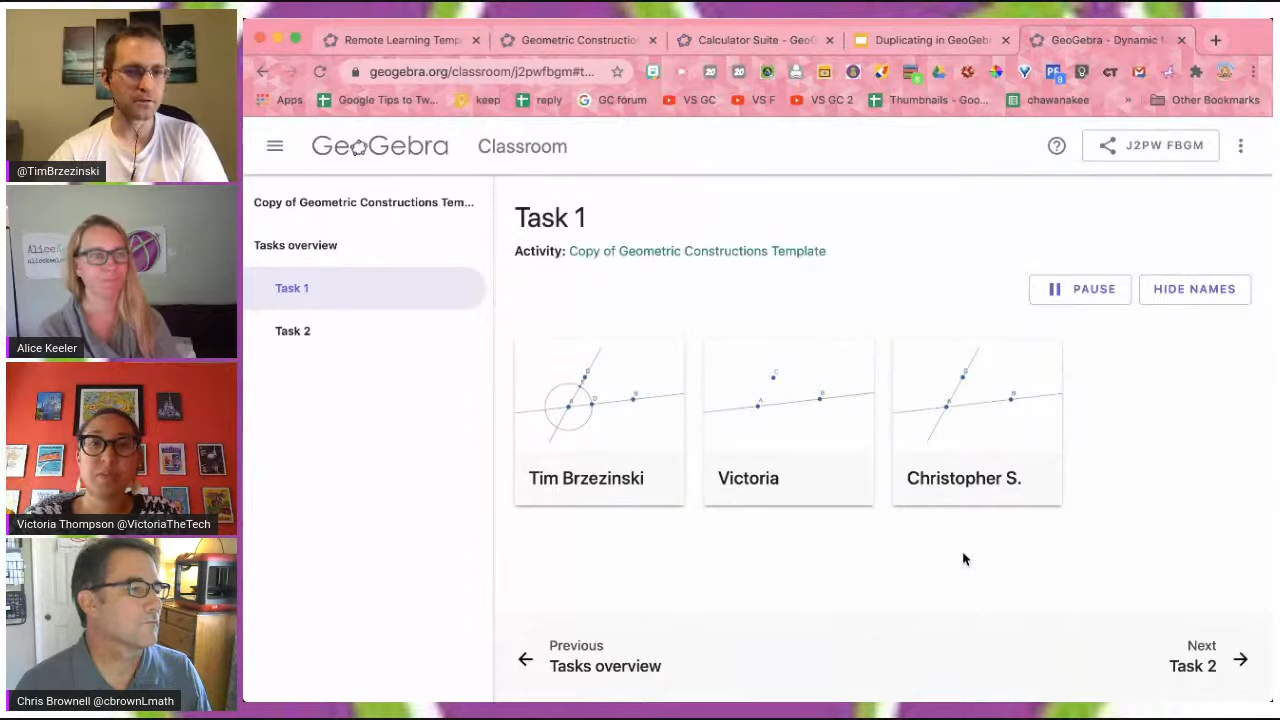 @TimBrzezinski
Alice Keeler
Victoria Thompson @VictoriaTheTech
Chris Brownell @cbrownLmath
Remote Learning Temp
Geometric Constructio
Calculator Suite - GeoG
Duplicating in GeoGeb
GeoGebra - Dynamic M
geogebra.org/classroom/j2pwfbgm#t...
Apps
Google Tips to Tw...
keep
reply
GC forum
VS GC
VS F
VS GC 2
Thumbnails - Goo...
chawanakee
»
Other Bookmarks
GeoGebra
Classroom
J2PW FBGM
Copy of Geometric Constructions Tem...
Tasks overview
Task 1
Task 2
Task 1
Activity: Copy of Geometric Constructions Template
PAUSE
HIDE NAMES
A
D
B
Tim Brzezinski
C
A
B
Victoria
A
B
Christopher S.
Previous
Tasks overview
Next
Task 2